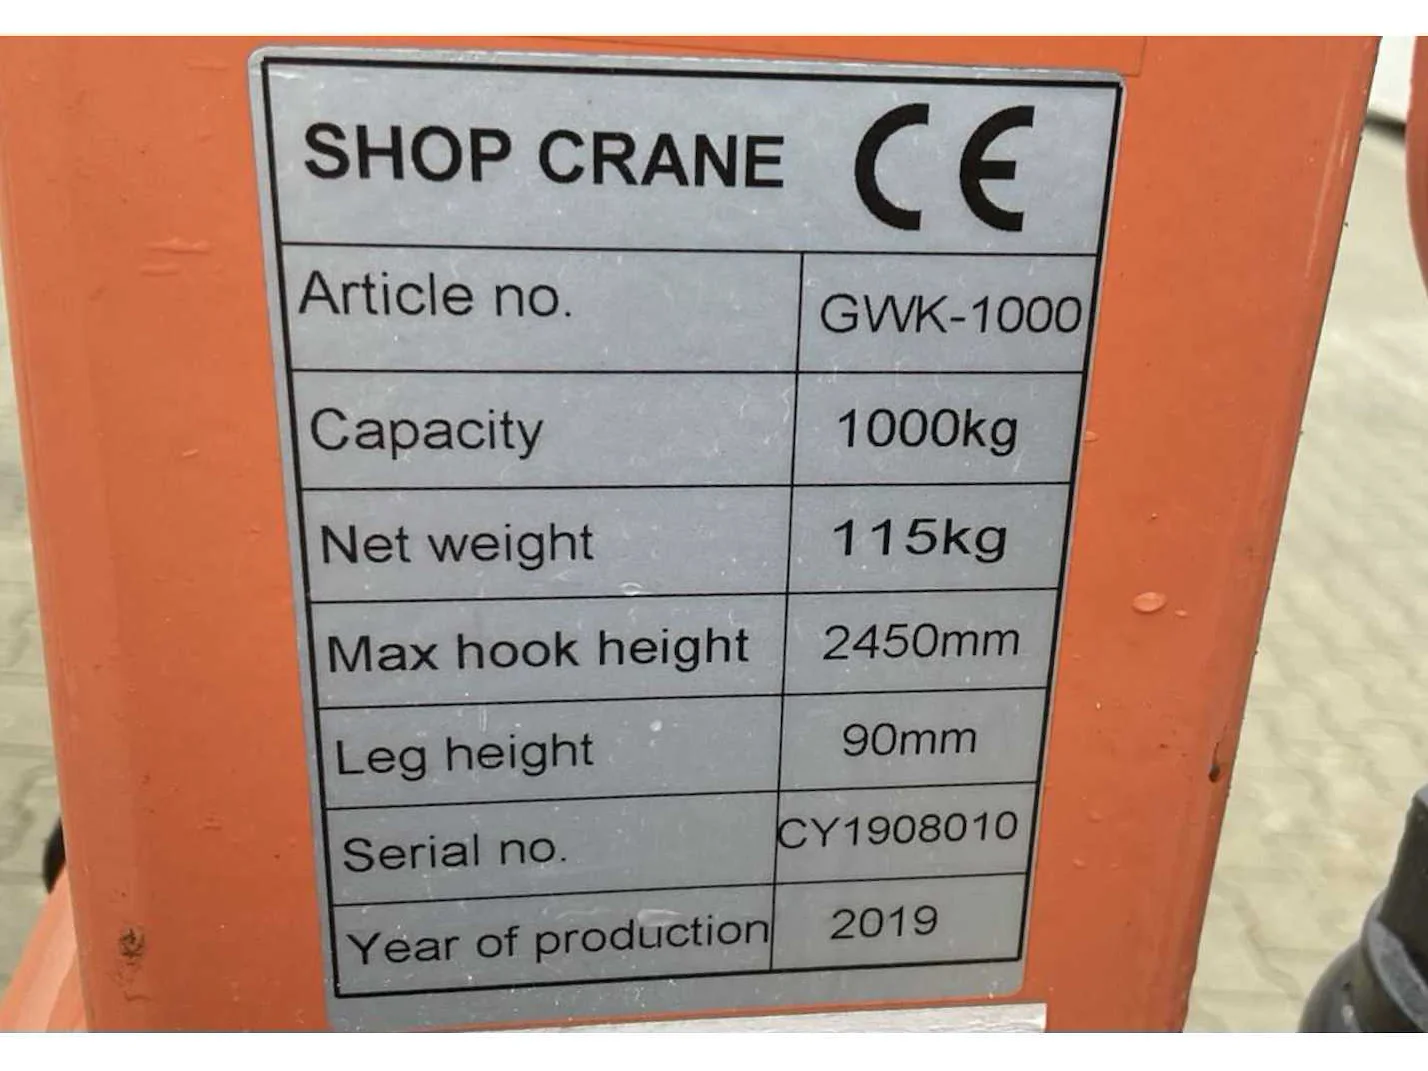 SHOP CRANE CE
Article no. GWK-1000
Capacity 1000kg
Net weight 115kg
Max hook height 2450mm
Leg height 90mm
Serial no. CY1908010
Year of production 2019